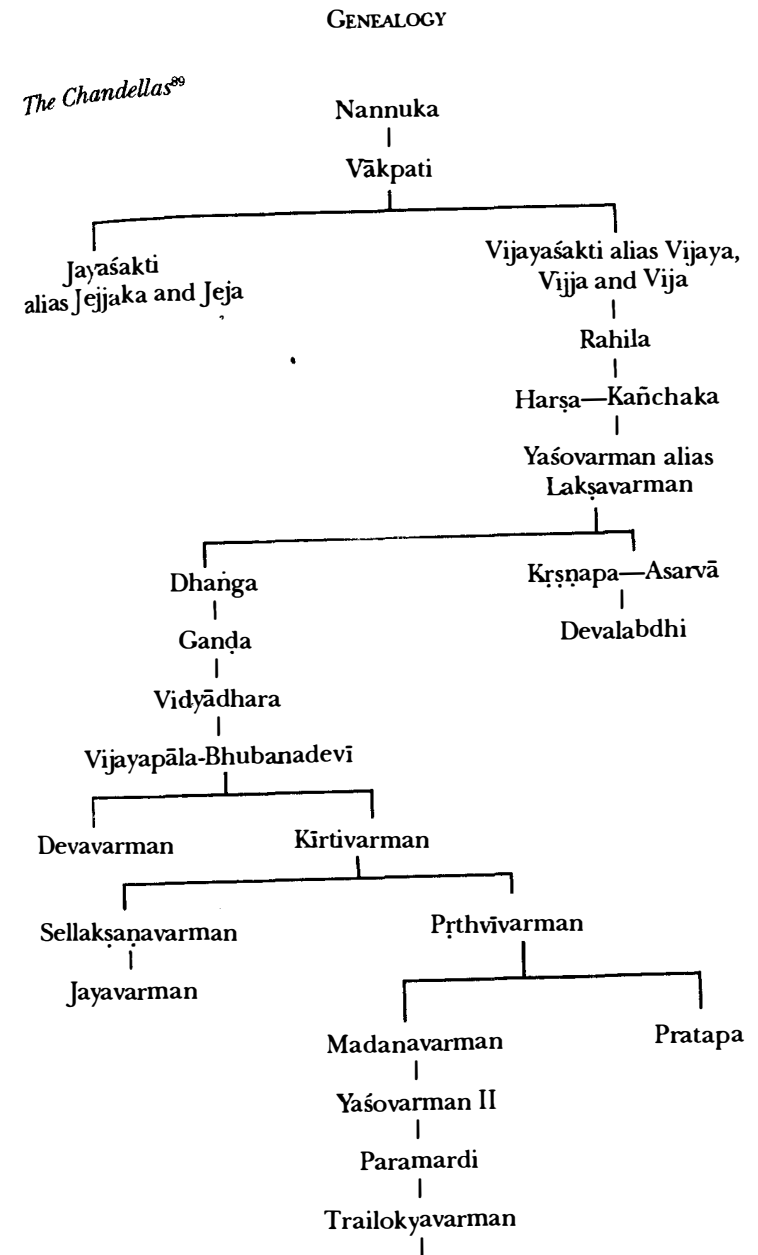 GENEALOGY
The Chandellas⁸⁹
Nannuka
Vākpati
Jayaśakti
alias Jejjaka and Jeja
Vijayaśakti alias Vijaya,
Vijja and Vija
Rahila
Harṣa—Kañchaka
Yaśovarman alias
Lakṣavarman
Dhaṅga
Kṛṣṇapa—Asarvā
Gaṇḍa
Devalabdhi
Vidyādhara
Vijayapāla-Bhubanadevī
Devavarman
Kīrtivarman
Sellakṣaṇavarman
Pṛthvīvarman
Jayavarman
Madanavarman
Pratapa
Yaśovarman II
Paramardi
Trailokyavarman